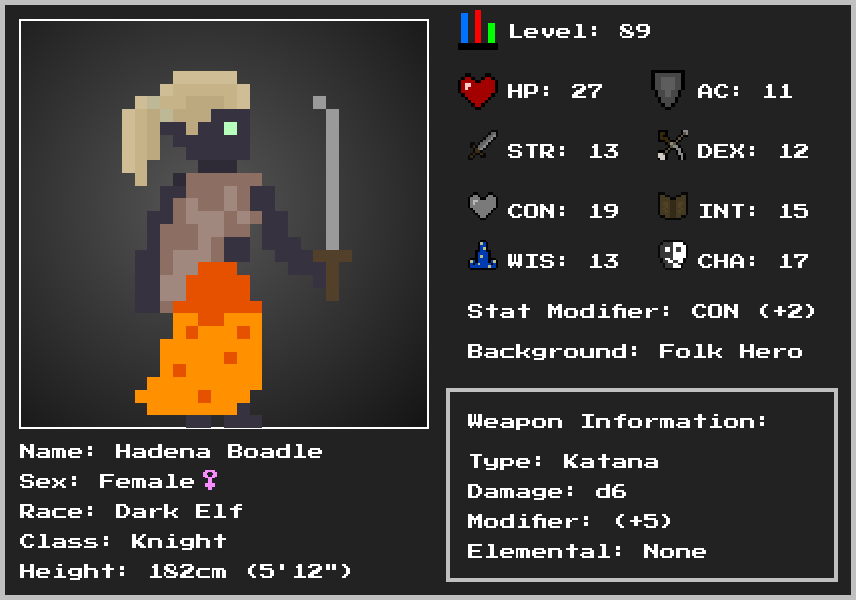 Level: 89
HP: 27
AC: 11
STR: 13
DEX: 12
CON: 19
INT: 15
WIS: 13
CHA: 17
Stat Modifier: CON (+2)
Background: Folk Hero
Weapon Information:
Type: Katana
Damage: d6
Modifier: (+5)
Elemental: None
Name: Hadena Boadle
Sex: Female♀
Race: Dark Elf
Class: Knight
Height: 182cm (5'12")